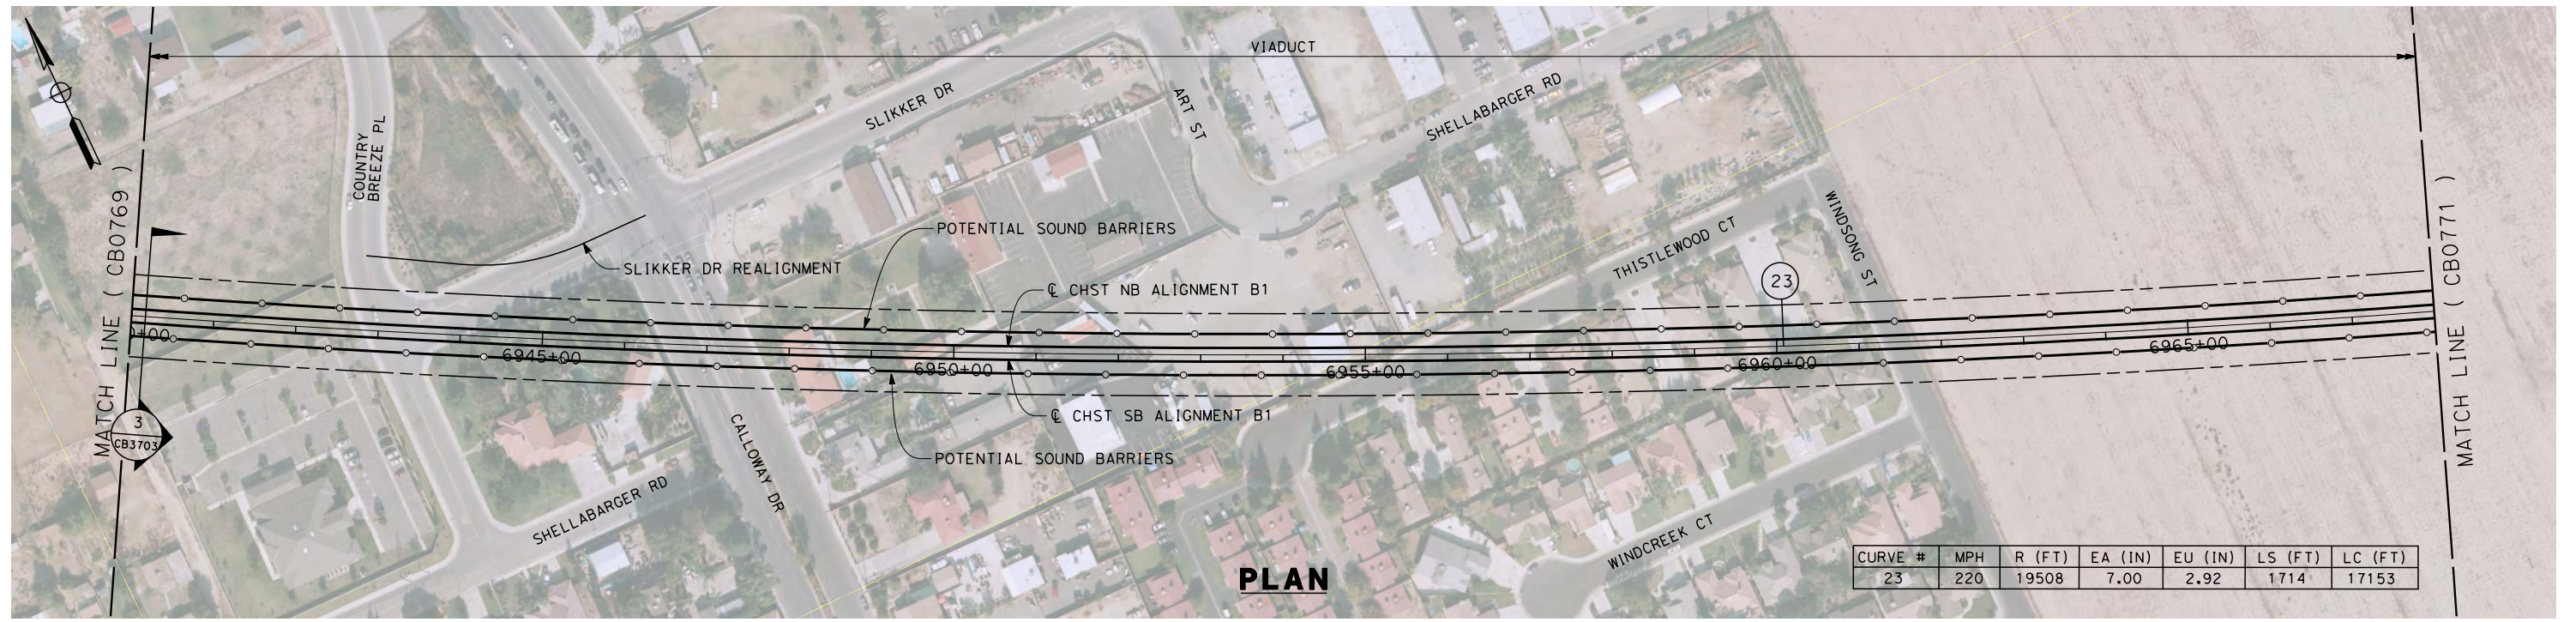 VIADUCT
MATCH LINE ( CB0769 )
COUNTRY
BREEZE PL
SLIKKER DR
ART ST
SHELLABARGER RD
POTENTIAL SOUND BARRIERS
SLIKKER DR REALIGNMENT
THISTLEWOOD CT
WINDSONG ST
23
℄ CHST NB ALIGNMENT B1
MATCH LINE ( CB0771 )
0+00
6945+00
6950+00
6955+00
6960+00
6965+00
3
CB3703
℄ CHST SB ALIGNMENT B1
POTENTIAL SOUND BARRIERS
CALLOWAY DR
SHELLABARGER RD
WINDCREEK CT
PLAN
CURVE # MPH R (FT) EA (IN) EU (IN) LS (FT) LC (FT)
23 220 19508 7.00 2.92 1714 17153